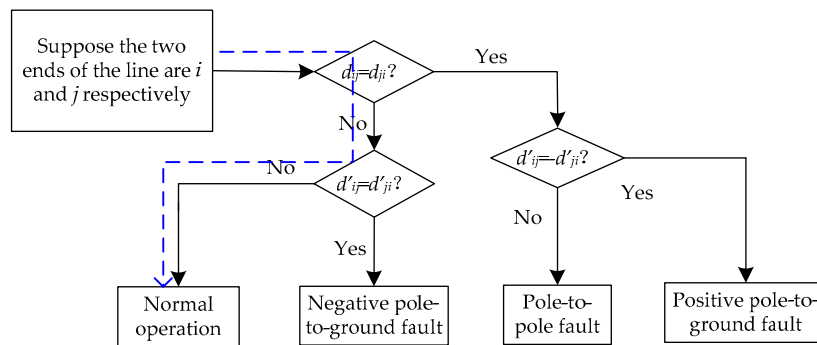 Suppose the two
ends of the line are i
and j respectively
dij=dji?
Yes
No
d'ij=d'ji?
d'ij=-d'ji?
No
Yes
No
Yes
Normal
operation
Negative pole-
to-ground fault
Pole-to-
pole fault
Positive pole-to-
ground fault